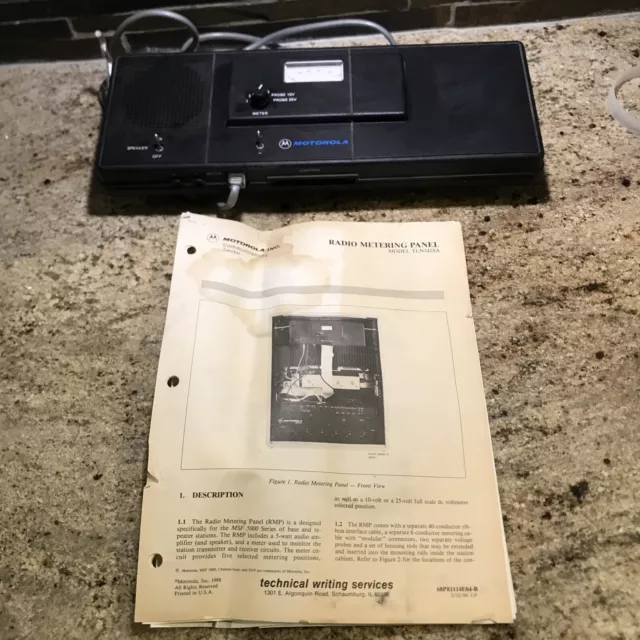 PROBE 10V
PROBE 25V
METER
SPEAKER
OFF
MOTOROLA
MOTOROLA INC.
Communications
Sector
RADIO METERING PANEL
MODEL
Figure 1. Radio Metering Panel — Front View
1. DESCRIPTION
1.1 The Radio Metering Panel (RMP) is designed
specifically for the MSF 5000 Series of base and re-
peater stations. The RMP includes a 5-watt audio am-
plifier (and speaker), and a meter used to monitor the
station transmitter and receiver circuits. The meter cir-
cuit provides five isolated metering positions,
as well as a 10-volt or a 25-volt full scale dc voltmeter
selected position.
1.2 The RMP comes with a separate 40-conductor rib-
bon interface cable, a separate 8-conductor metering ca-
ble with "modular" connectors, two separate voltage
probes and a set of housing rods that may be extended
and inserted into the mounting rails inside the station
cabinet. Refer to Figure 2 for the locations of the con-
Motorola, Inc. 1988
All Rights Reserved
Printed in U.S.A.
technical writing services
1301 E. Algonquin Road, Schaumburg, IL 60196
68P81114E84-B